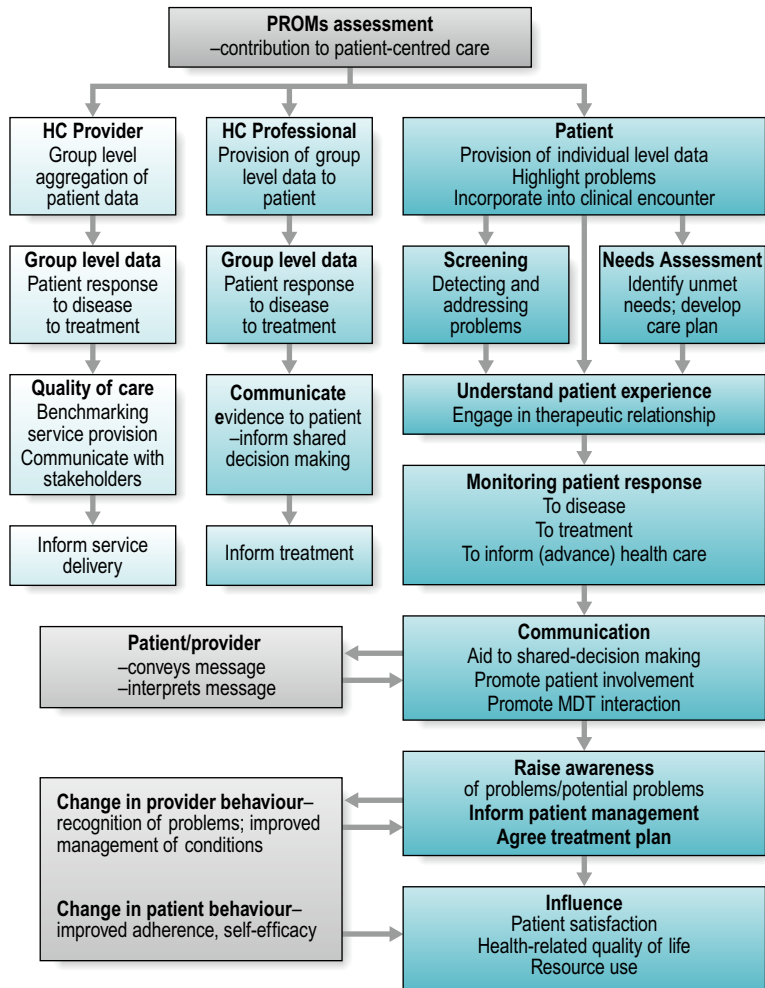 PROMs assessment
–contribution to patient-centred care
HC Provider
Group level
aggregation of
patient data
HC Professional
Provision of group
level data to
patient
Patient
Provision of individual level data
Highlight problems
Incorporate into clinical encounter
Group level data
Patient response
to disease
to treatment
Group level data
Patient response
to disease
to treatment
Screening
Detecting and
addressing
problems
Needs Assessment
Identify unmet
needs; develop
care plan
Quality of care
Benchmarking
service provision
Communicate with
stakeholders
Communicate
evidence to patient
–inform shared
decision making
Understand patient experience
Engage in therapeutic relationship
Inform service
delivery
Inform treatment
Monitoring patient response
To disease
To treatment
To inform (advance) health care
Patient/provider
–conveys message
–interprets message
Communication
Aid to shared-decision making
Promote patient involvement
Promote MDT interaction
Change in provider behaviour–
recognition of problems; improved
management of conditions
Change in patient behaviour–
improved adherence, self-efficacy
Raise awareness
of problems/potential problems
Inform patient management
Agree treatment plan
Influence
Patient satisfaction
Health-related quality of life
Resource use